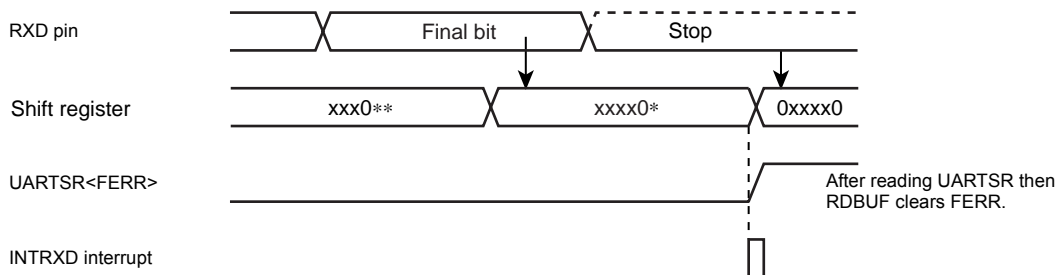 RXD pin
Final bit
Stop
Shift register
xxx0**
xxxx0*
0xxxx0
UARTSR<FERR>
After reading UARTSR then
RDBUF clears FERR.
INTRXD interrupt